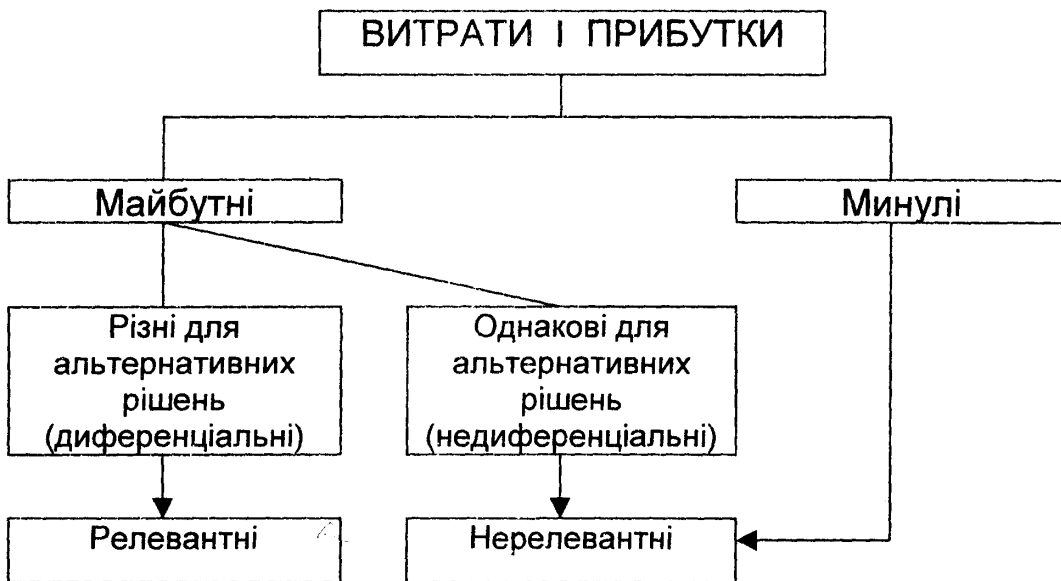 ВИТРАТИ І ПРИБУТКИ
Майбутні
Минулі
Різні для
альтернативних
рішень
(диференціальні)
Однакові для
альтернативних
рішень
(недиференціальні)
Релевантні
Нерелевантні